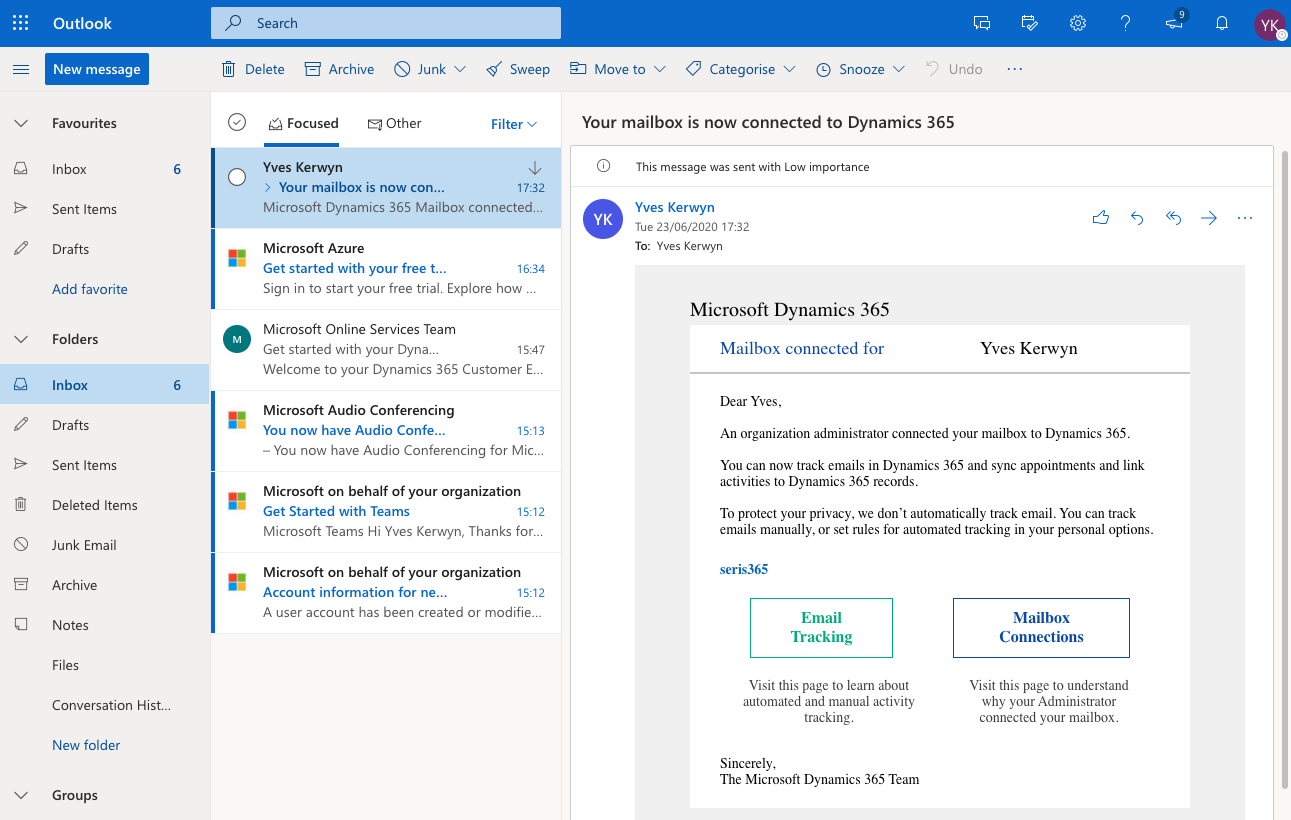 Outlook
Search
9
YK
New message
Delete
Archive
Junk
Sweep
Move to
Categorise
Snooze
Undo
Favourites
Inbox 6
Sent Items
Drafts
Add favorite
Folders
Inbox 6
Drafts
Sent Items
Deleted Items
Junk Email
Archive
Notes
Files
Conversation Hist...
New folder
Groups
Focused
Other
Filter
Yves Kerwyn
Your mailbox is now con... 17:32
Microsoft Dynamics 365 Mailbox connected...
Microsoft Azure
Get started with your free t... 16:34
Sign in to start your free trial. Explore how ...
M
Microsoft Online Services Team
Get started with your Dyna... 15:47
Welcome to your Dynamics 365 Customer E...
Microsoft Audio Conferencing
You now have Audio Confe... 15:13
– You now have Audio Conferencing for Mic...
Microsoft on behalf of your organization
Get Started with Teams 15:12
Microsoft Teams Hi Yves Kerwyn, Thanks for...
Microsoft on behalf of your organization
Account information for ne... 15:12
A user account has been created or modifie...
Your mailbox is now connected to Dynamics 365
This message was sent with Low importance
YK
Yves Kerwyn
Tue 23/06/2020 17:32
To: Yves Kerwyn
Microsoft Dynamics 365
Mailbox connected for Yves Kerwyn
Dear Yves,
An organization administrator connected your mailbox to Dynamics 365.
You can now track emails in Dynamics 365 and sync appointments and link
activities to Dynamics 365 records.
To protect your privacy, we don’t automatically track email. You can track
emails manually, or set rules for automated tracking in your personal options.
seris365
Email
Tracking
Visit this page to learn about
automated and manual activity
tracking.
Mailbox
Connections
Visit this page to understand
why your Administrator
connected your mailbox.
Sincerely,
The Microsoft Dynamics 365 Team